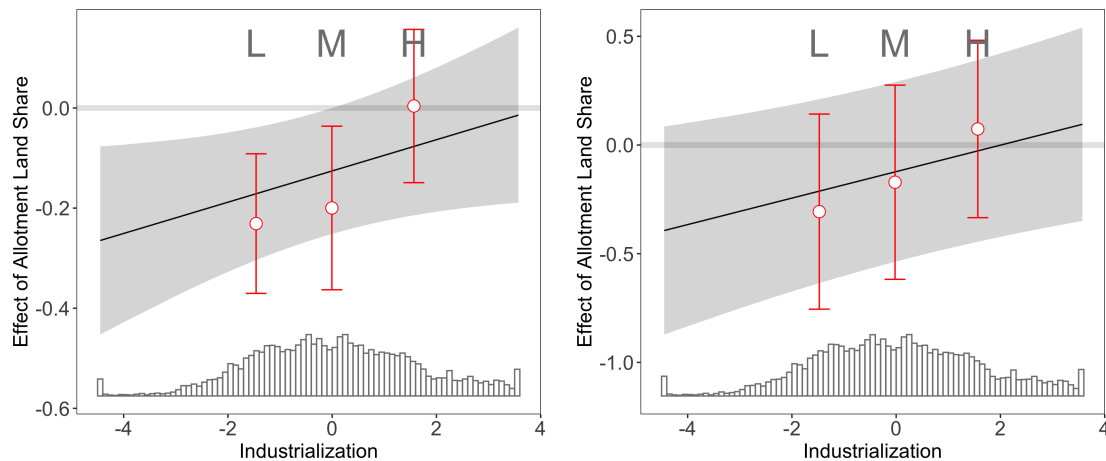 L M H
0.0
-0.2
-0.4
-0.6
Effect of Allotment Land Share
-4 -2 0 2 4
Industrialization
L M H
0.5
0.0
-0.5
-1.0
Effect of Allotment Land Share
-4 -2 0 2 4
Industrialization